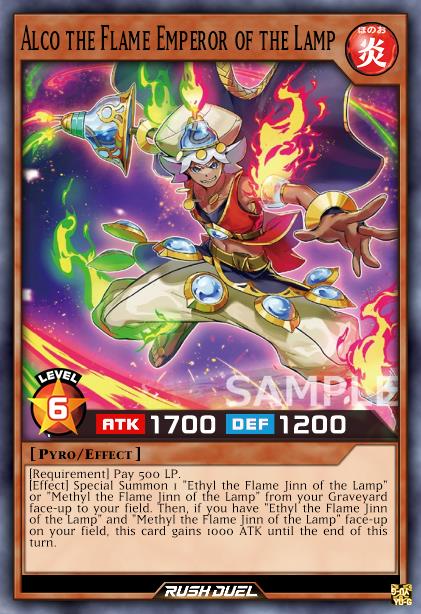 ALCO THE FLAME EMPEROR OF THE LAMP
ほのお
炎
SAMPLE
LEVEL
6
ATK 1700 DEF 1200
[ PYRO/EFFECT ]
[Requirement] Pay 500 LP.
[Effect] Special Summon 1 "Ethyl the Flame Jinn of the Lamp"
or "Methyl the Flame Jinn of the Lamp" from your Graveyard
face-up to your field. Then, if you have "Ethyl the Flame Jinn
of the Lamp" and "Methyl the Flame Jinn of the Lamp" face-up
on your field, this card gains 1000 ATK until the end of this
turn.
RUSH DUEL